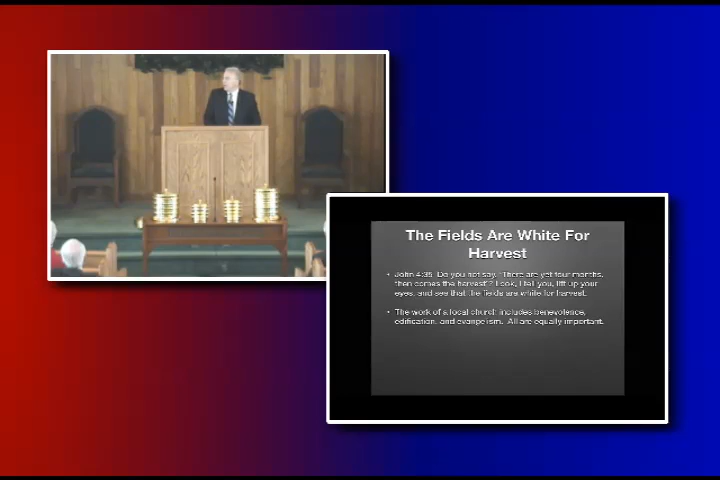 The Fields Are White For
Harvest
• John 4:35 Do you not say, "There are yet four months,
then comes the harvest"? Look, I tell you, lift up your
eyes, and see that the fields are white for harvest.
• The work of a local church includes benevolence,
edification, and evangelism. All are equally important.